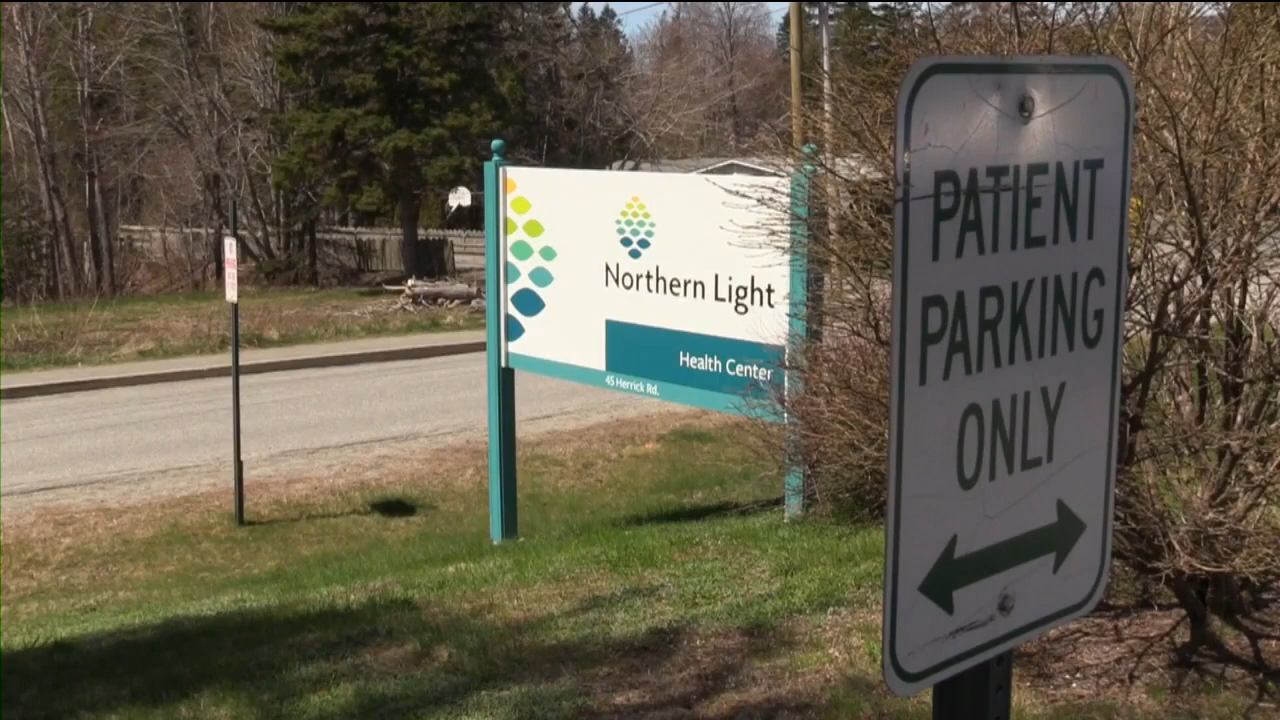 Northern Light
Health Center
45 Herrick Rd.
PATIENT
PARKING
ONLY